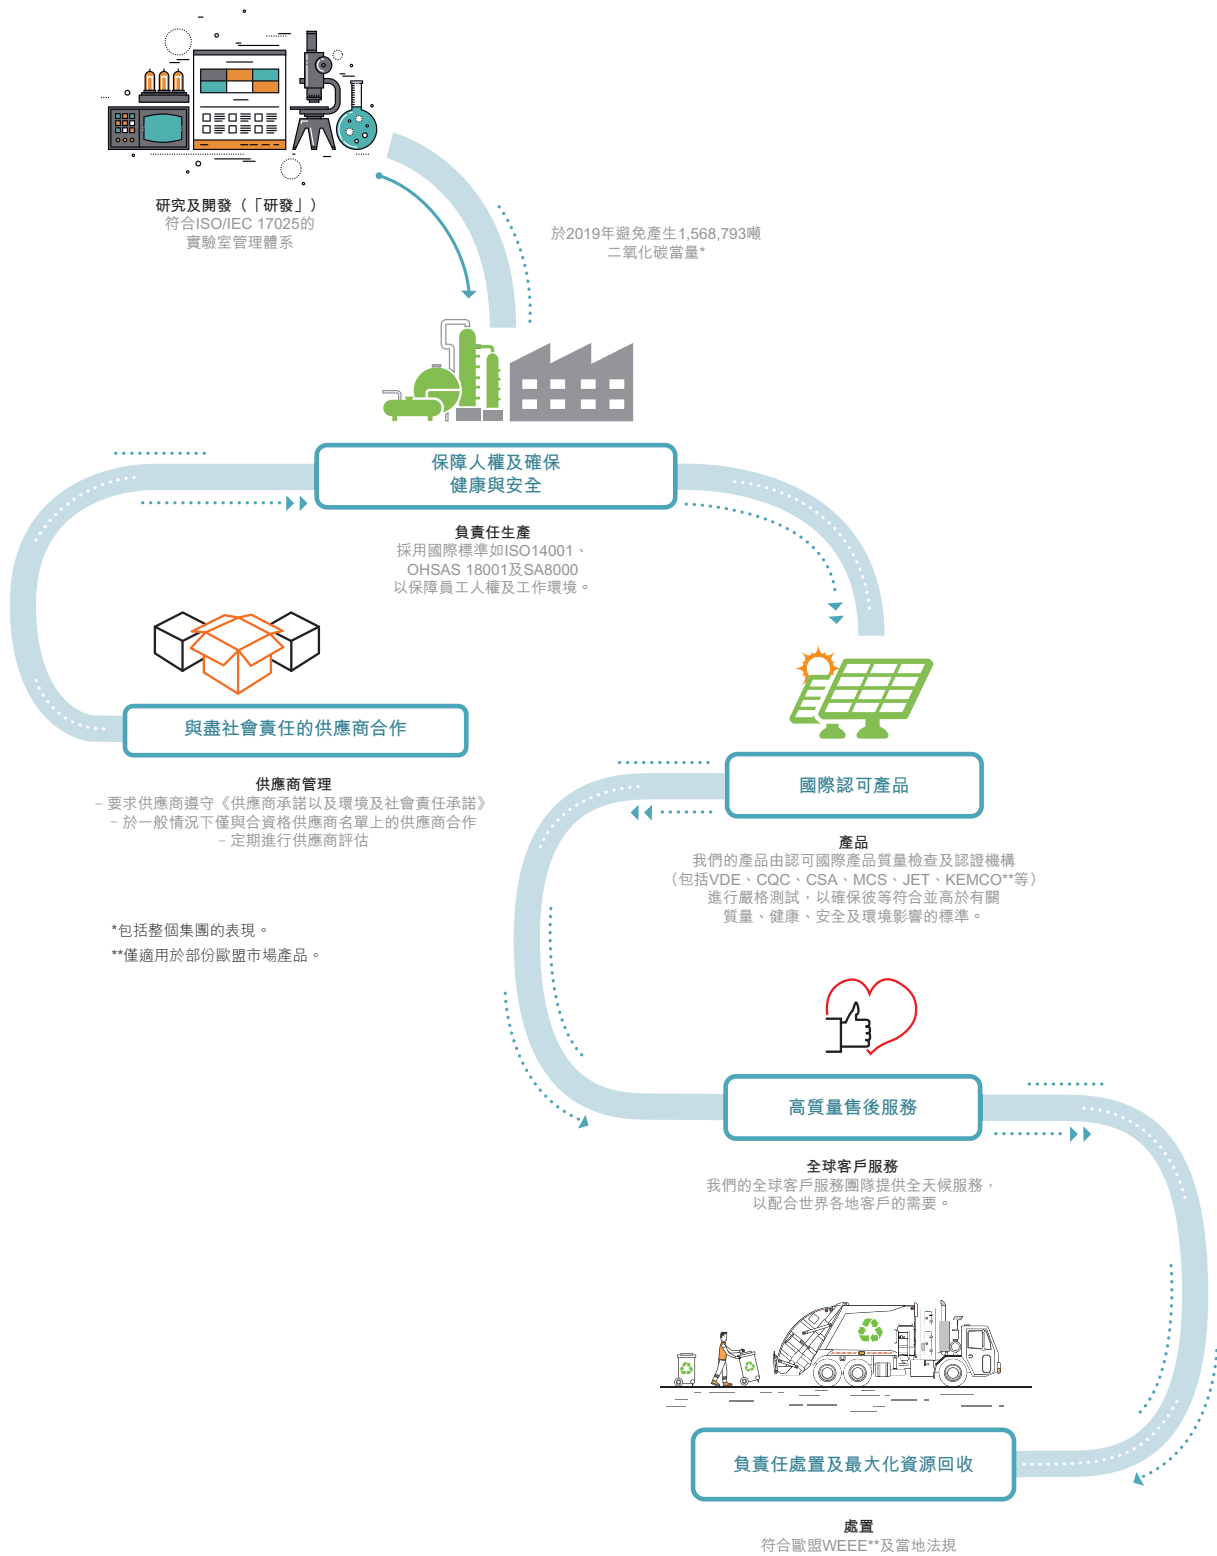 研究及開發（「研發」）
符合ISO/IEC 17025的
實驗室管理體系
於2019年避免產生1,568,793噸
二氧化碳當量*
保障人權及確保
健康與安全
負責任生產
採用國際標準如ISO14001、
OHSAS 18001及SA8000
以保障員工人權及工作環境。
與盡社會責任的供應商合作
供應商管理
– 要求供應商遵守《供應商承諾以及環境及社會責任承諾》
– 於一般情況下僅與合資格供應商名單上的供應商合作
– 定期進行供應商評估
國際認可產品
產品
我們的產品由認可國際產品質量檢查及認證機構
（包括VDE、CQC、CSA、MCS、JET、KEMCO**等）
進行嚴格測試，以確保彼等符合並高於有關
質量、健康、安全及環境影響的標準。
*包括整個集團的表現。
**僅適用於部份歐盟市場產品。
高質量售後服務
全球客戶服務
我們的全球客戶服務團隊提供全天候服務，
以配合世界各地客戶的需要。
負責任處置及最大化資源回收
處置
符合歐盟WEEE**及當地法規